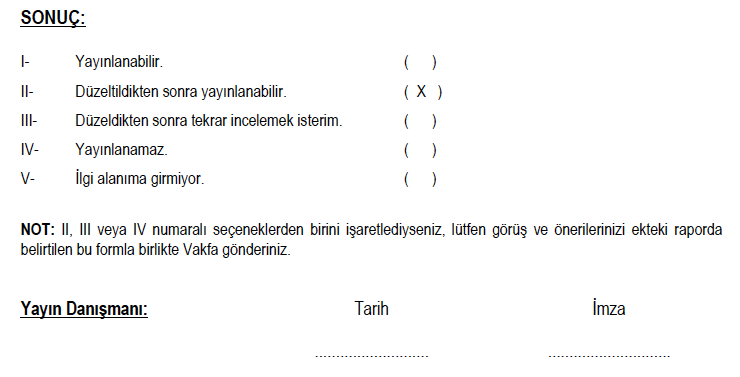 SONUÇ:
I- Yayınlanabilir. ( )
II- Düzeltildikten sonra yayınlanabilir. ( X )
III- Düzeldikten sonra tekrar incelemek isterim. ( )
IV- Yayınlanamaz. ( )
V- İlgi alanıma girmiyor. ( )
NOT: II, III veya IV numaralı seçeneklerden birini işaretlediyseniz, lütfen görüş ve önerilerinizi ekteki raporda
belirtilen bu formla birlikte Vakfa gönderiniz.
Yayın Danışmanı: Tarih İmza
........................... .............................